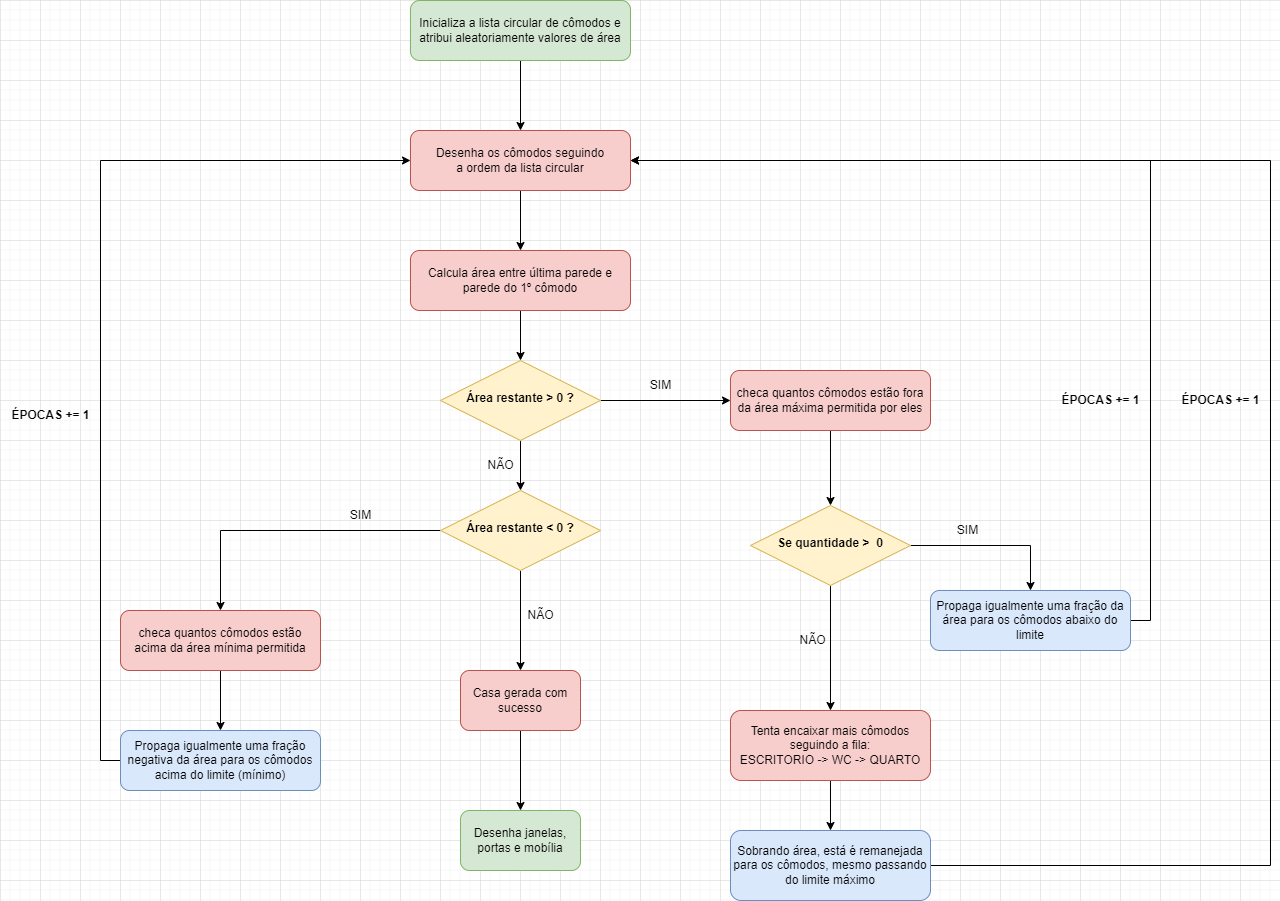 Inicializa a lista circular de cômodos e
atribui aleatoriamente valores de área
Desenha os cômodos seguindo
a ordem da lista circular
Calcula área entre última parede e
parede do 1º cômodo
Área restante > 0 ?
SIM
checa quantos cômodos estão fora
da área máxima permitida por eles
ÉPOCAS += 1
ÉPOCAS += 1
ÉPOCAS += 1
NÃO
Área restante < 0 ?
SIM
Se quantidade >  0
SIM
Propaga igualmente uma fração da
área para os cômodos abaixo do
limite
NÃO
NÃO
checa quantos cômodos estão
acima da área mínima permitida
Casa gerada com
sucesso
Propaga igualmente uma fração
negativa da área para os cômodos
acima do limite (mínimo)
Tenta encaixar mais cômodos
seguindo a fila:
ESCRITORIO -> WC -> QUARTO
Desenha janelas,
portas e mobília
Sobrando área, está é remanejada
para os cômodos, mesmo passando
do limite máximo